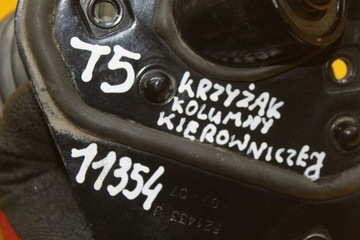 T5
KRZYŻAK
KOLUMNY
KIEROWNICZEJ
11354